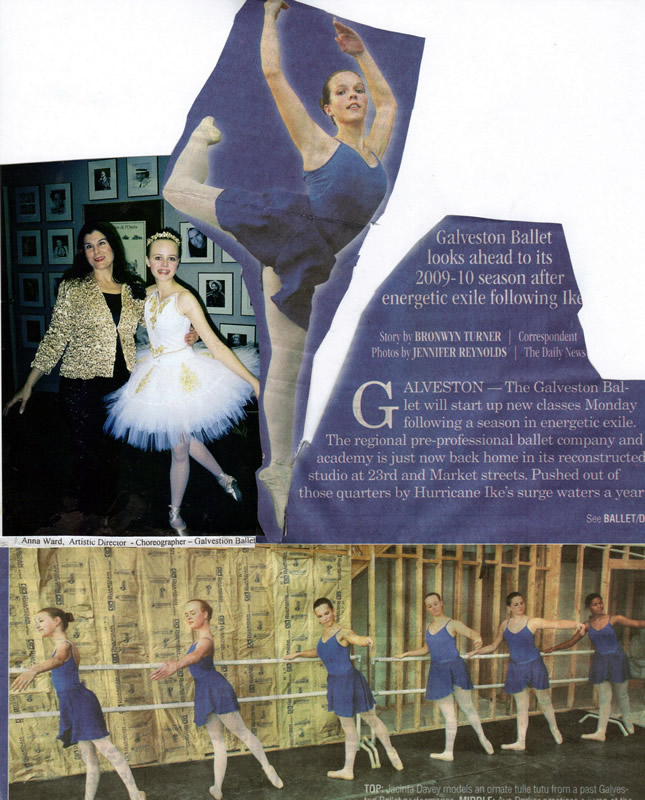 Galveston Ballet
looks ahead to its
2009-10 season after
energetic exile following Ike
Story by BRONWYN TURNER | Correspondent
Photos by JENNIFER REYNOLDS | The Daily News
GALVESTON — The Galveston Bal-
let will start up new classes Monday
following a season in energetic exile.
The regional pre-professional ballet company and
academy is just now back home in its reconstructed
studio at 23rd and Market streets. Pushed out of
those quarters by Hurricane Ike's surge waters a year
See BALLET/D
Anna Ward, Artistic Director - Choreographer – Galvestion Ballet
TOP: Jacinta Davey models an ornate tulle tutu from a past Galves-